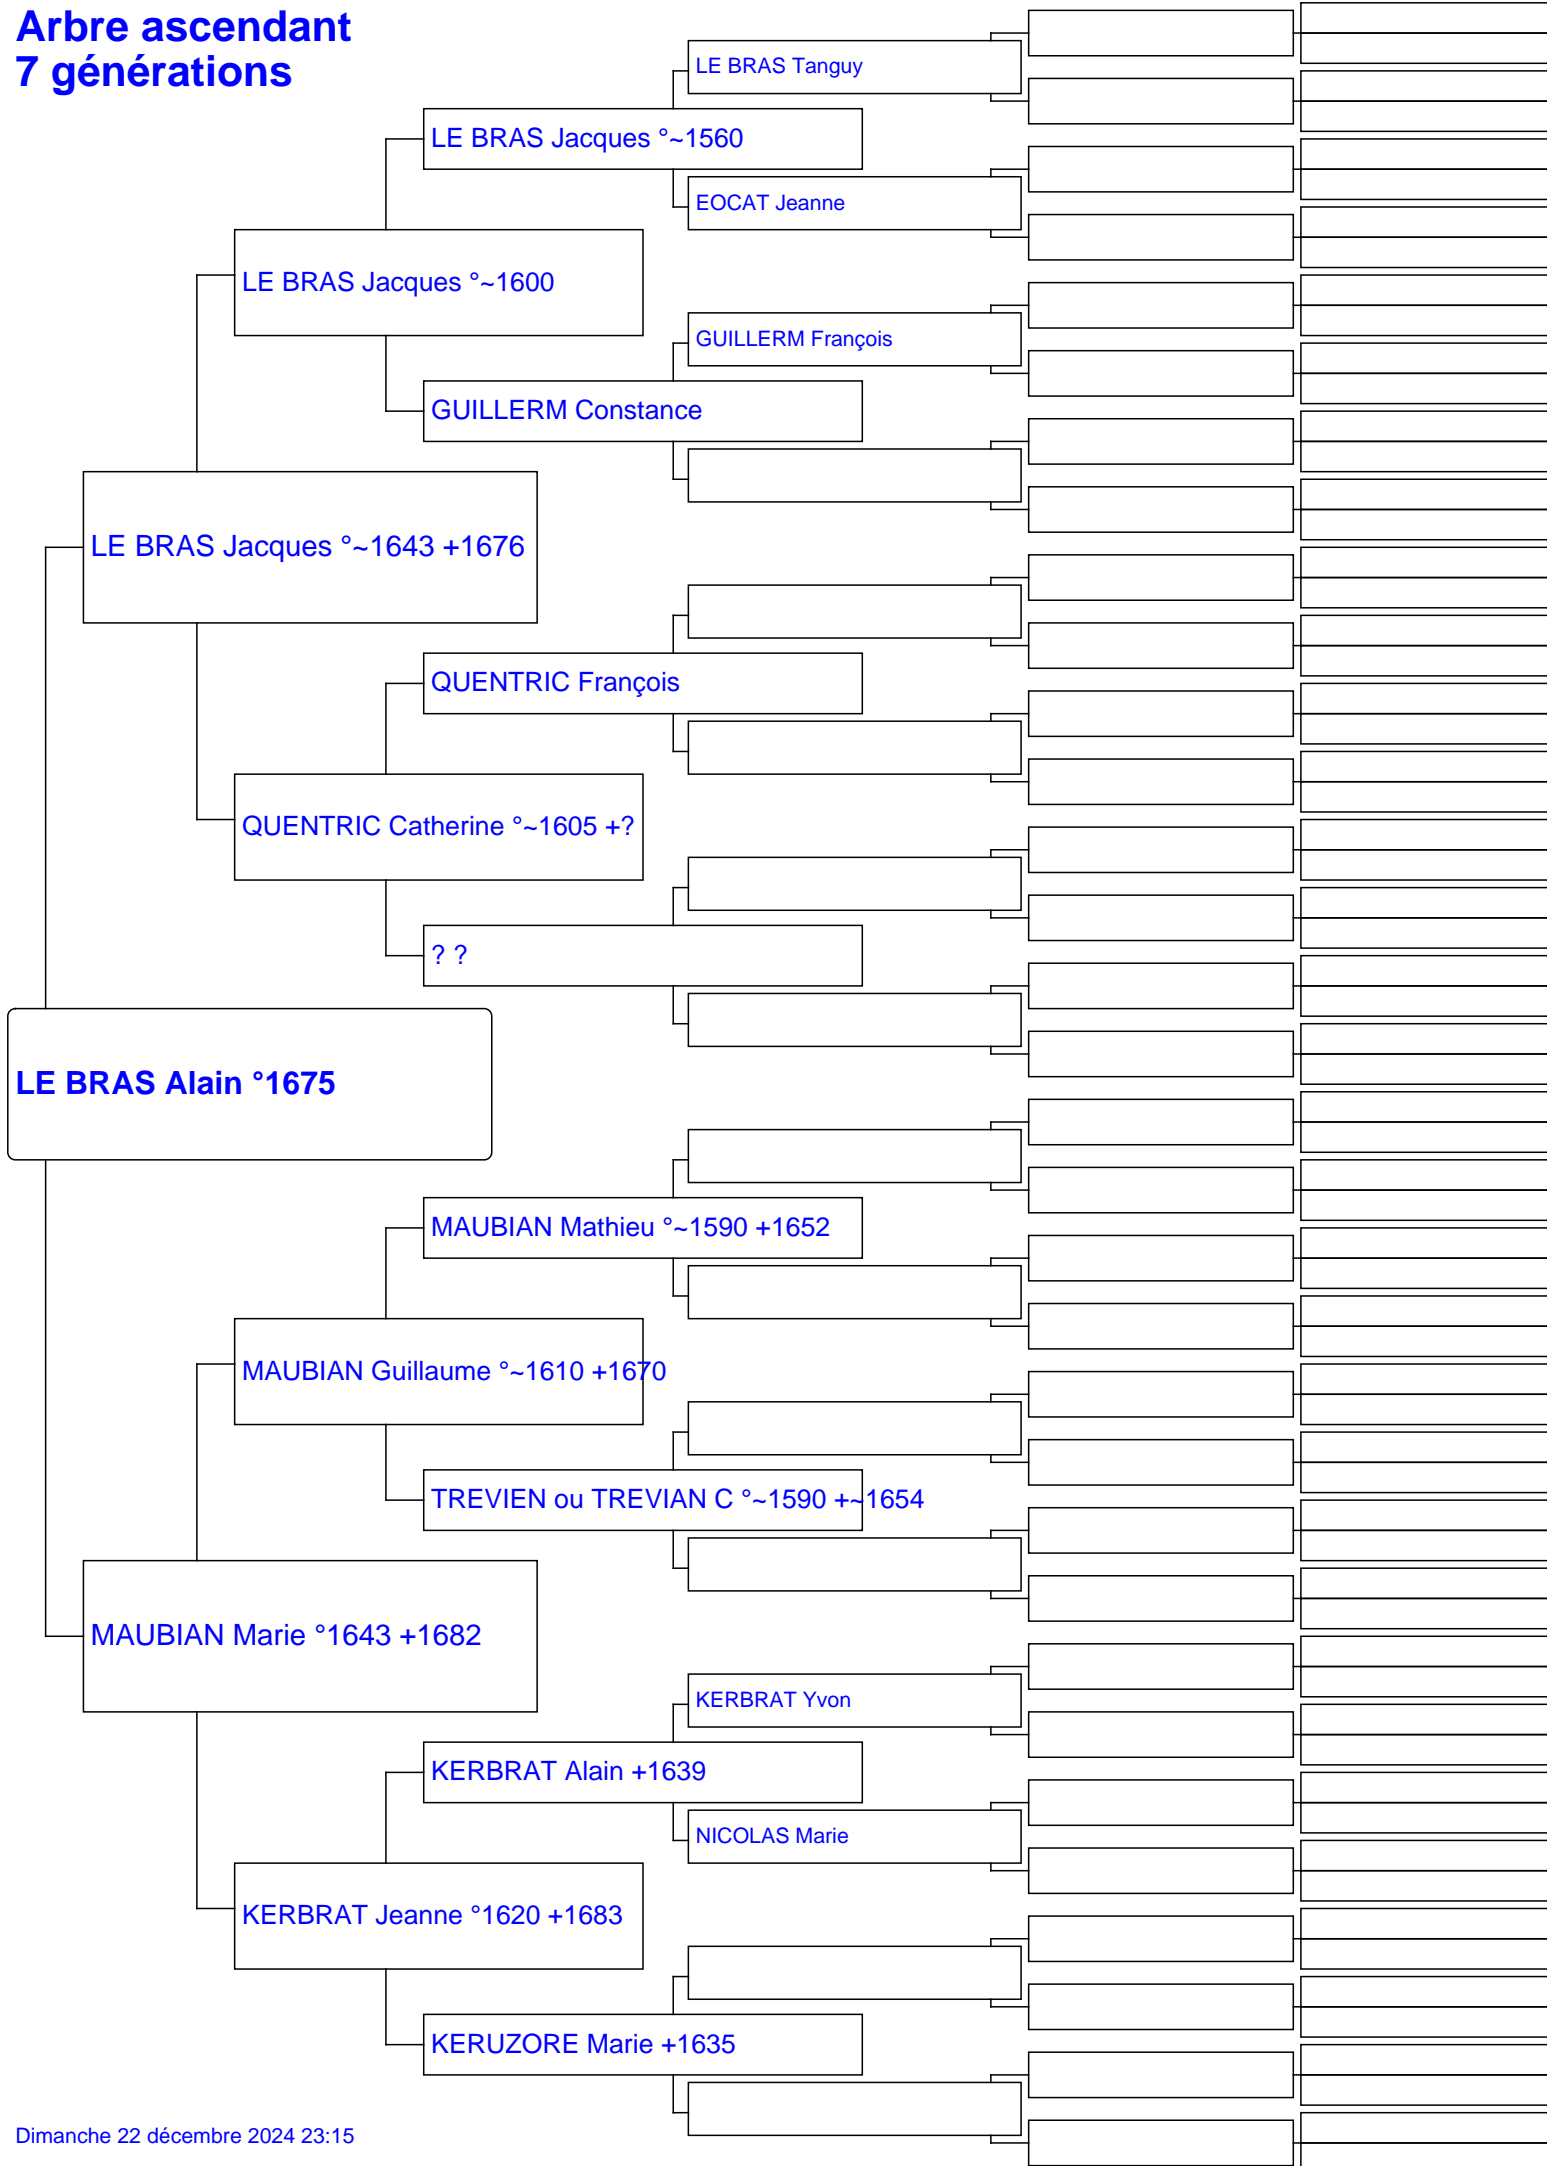 Arbre ascendant
7 générations
LE BRAS Tanguy
LE BRAS Jacques °~1560
EOCAT Jeanne
LE BRAS Jacques °~1600
GUILLERM François
GUILLERM Constance
LE BRAS Jacques °~1643 +1676
QUENTRIC François
QUENTRIC Catherine °~1605 +?
? ?
LE BRAS Alain °1675
MAUBIAN Mathieu °~1590 +1652
MAUBIAN Guillaume °~1610 +1670
TREVIEN ou TREVIAN C °~1590 +~1654
MAUBIAN Marie °1643 +1682
KERBRAT Yvon
KERBRAT Alain +1639
NICOLAS Marie
KERBRAT Jeanne °1620 +1683
KERUZORE Marie +1635
Dimanche 22 décembre 2024 23:15